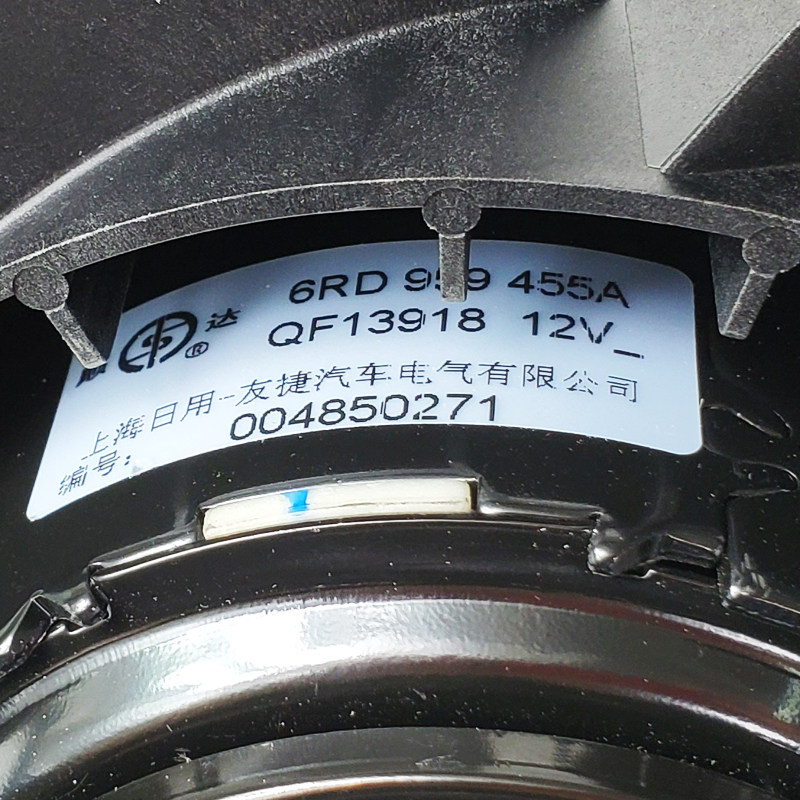 6RD 959 455A
达 ®
QF13918 12V_
上海日用-友捷汽车电气有限公司
编号: 004850271